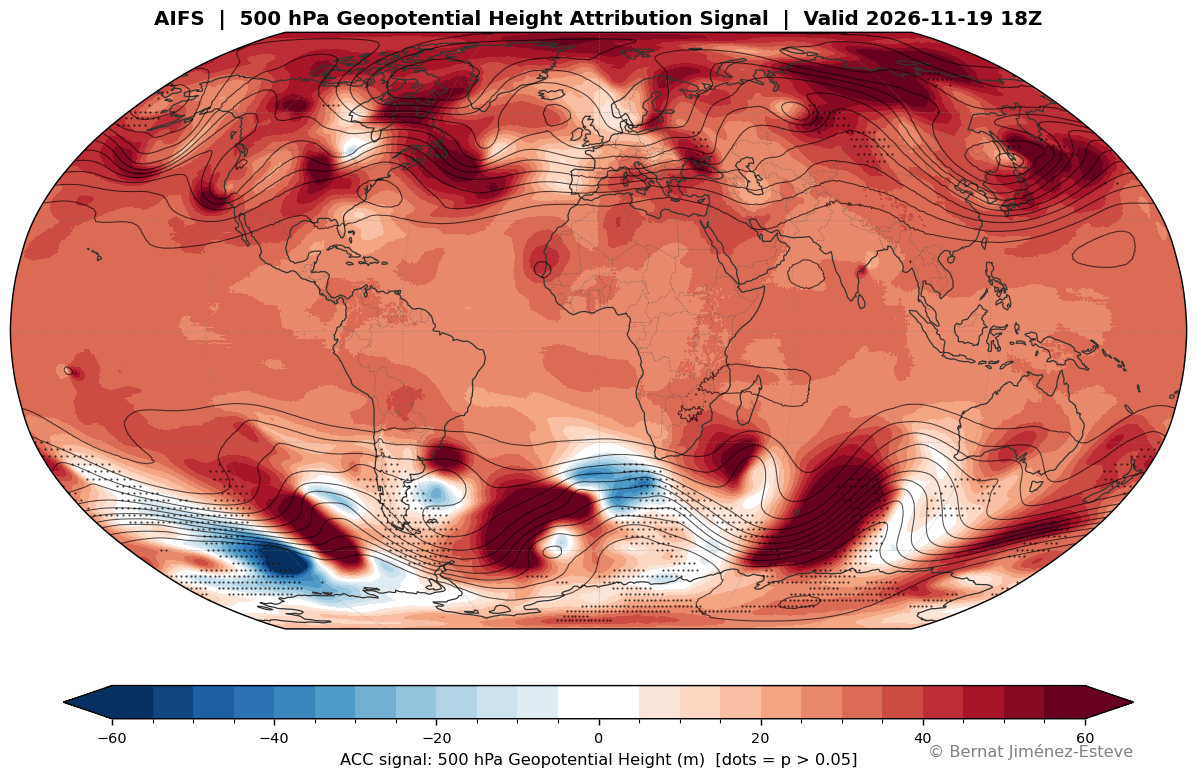 AIFS | 500 hPa Geopotential Height Attribution Signal | Valid 2026-11-19 18Z
−60 −40 −20 0 20 40 60
ACC signal: 500 hPa Geopotential Height (m) [dots = p > 0.05]
© Bernat Jiménez-Esteve